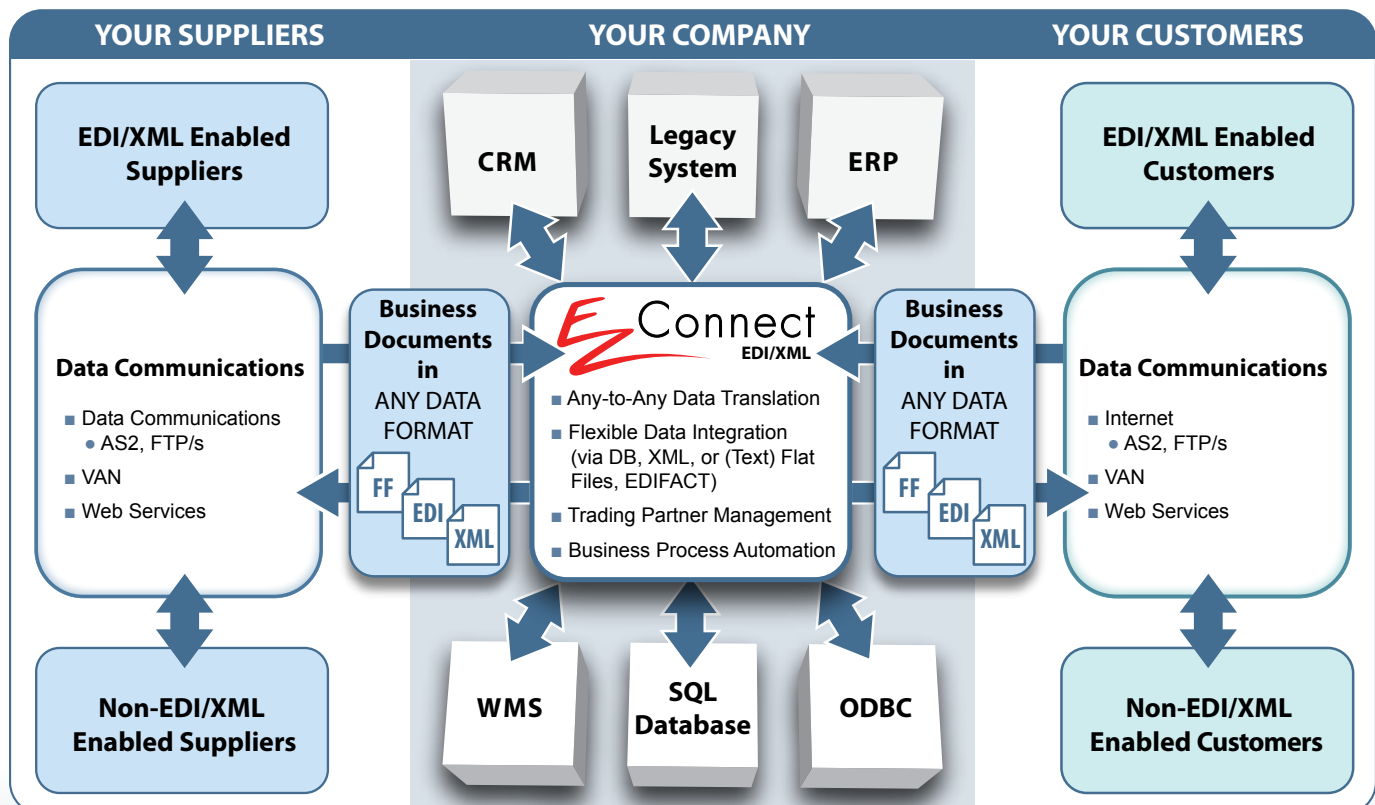 YOUR SUPPLIERS
YOUR COMPANY
YOUR CUSTOMERS
EDI/XML Enabled
Suppliers
Data Communications
■ Data Communications
● AS2, FTP/s
■ VAN
■ Web Services
Non-EDI/XML
Enabled Suppliers
Business
Documents
in
ANY DATA
FORMAT
FF
EDI
XML
CRM
Legacy
System
ERP
EZ Connect
EDI/XML
■ Any-to-Any Data Translation
■ Flexible Data Integration
(via DB, XML, or (Text) Flat
Files, EDIFACT)
■ Trading Partner Management
■ Business Process Automation
WMS
SQL
Database
ODBC
Business
Documents
in
ANY DATA
FORMAT
FF
EDI
XML
EDI/XML Enabled
Customers
Data Communications
■ Internet
● AS2, FTP/s
■ VAN
■ Web Services
Non-EDI/XML
Enabled Customers